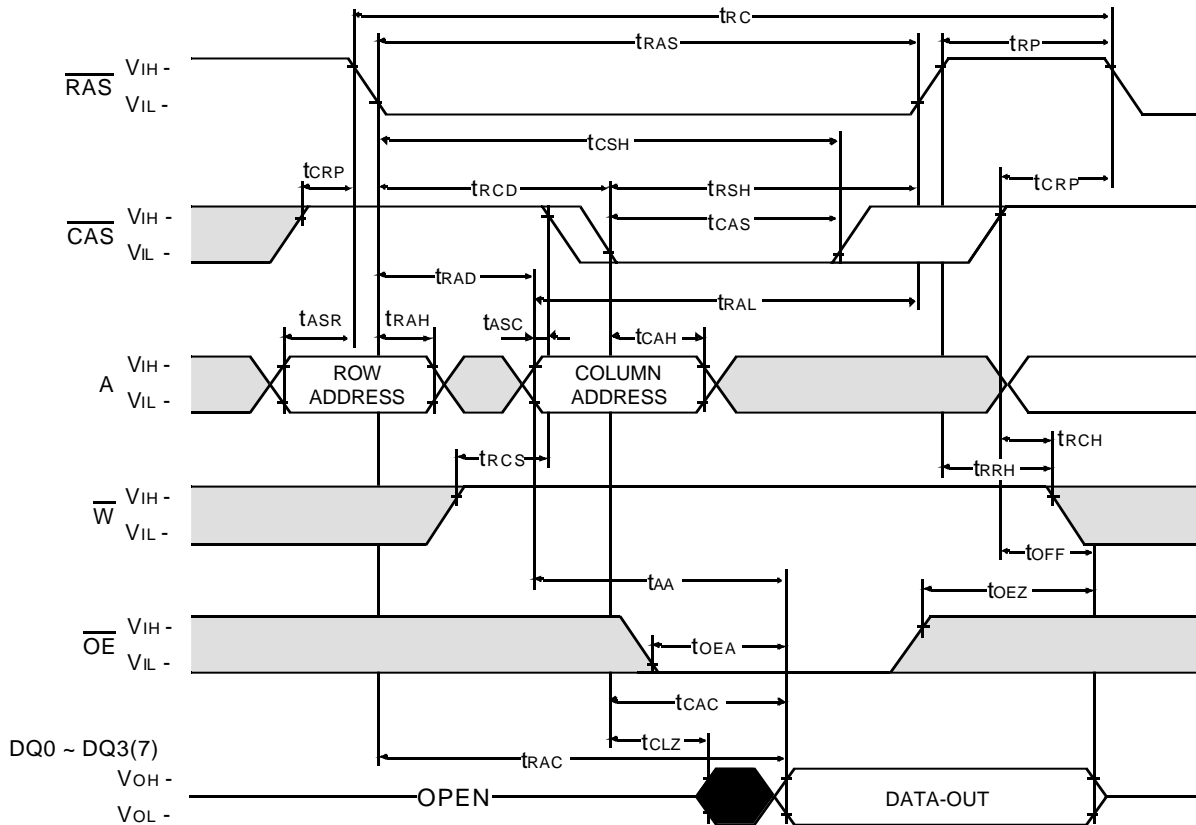 tRC
tRAS
tRP
RAS
VIH -
VIL -
tCSH
tCRP
tRCD
tRSH
tCRP
CAS
VIH -
VIL -
tCAS
tRAD
tRAL
tASR
tRAH
tASC
tCAH
A
VIH -
VIL -
ROW
ADDRESS
COLUMN
ADDRESS
tRCS
tRCH
tRRH
W
VIH -
VIL -
tOFF
tAA
tOEZ
OE
VIH -
VIL -
tOEA
tCAC
DQ0 ~ DQ3(7)
tCLZ
tRAC
VOH -
VOL -
OPEN
DATA-OUT